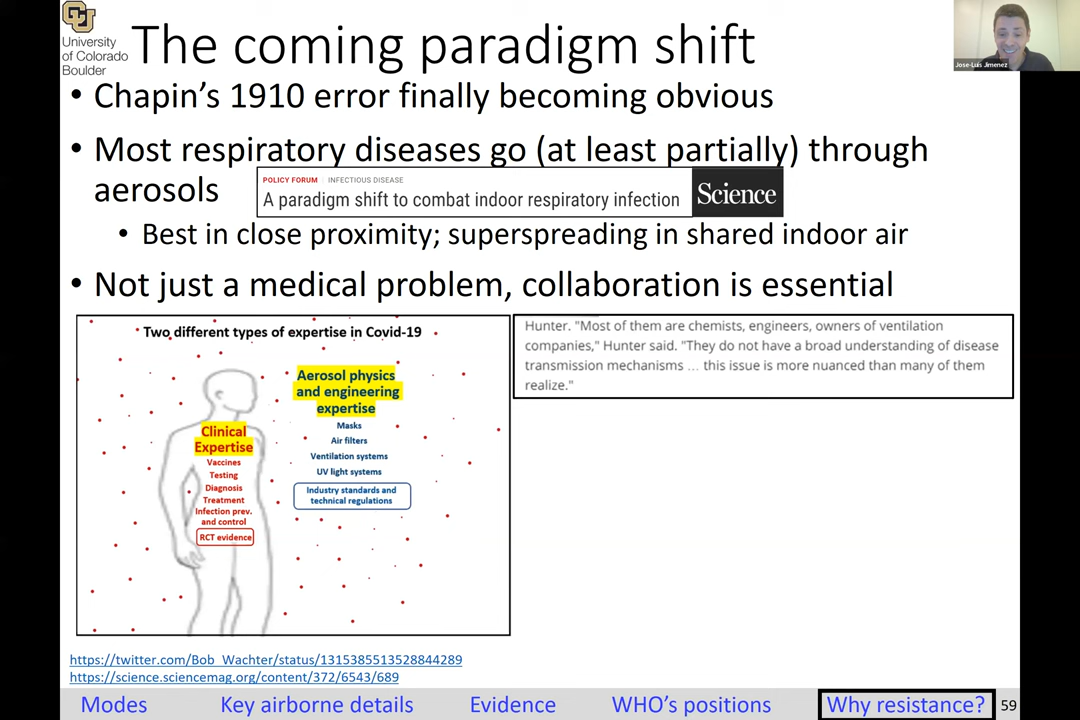 University
of Colorado
Boulder
The coming paradigm shift
Jose-Luis Jimenez
• Chapin's 1910 error finally becoming obvious
• Most respiratory diseases go (at least partially) through
aerosols
POLICY FORUM | INFECTIOUS DISEASE
A paradigm shift to combat indoor respiratory infection
Science
• Best in close proximity; superspreading in shared indoor air
• Not just a medical problem, collaboration is essential
Two different types of expertise in Covid-19
Aerosol physics
and engineering
expertise
Masks
Air filters
Ventilation systems
UV light systems
Industry standards and
technical regulations
Clinical
Expertise
Vaccines
Testing
Diagnosis
Treatment
Infection prev.
and control
RCT evidence
Hunter. "Most of them are chemists, engineers, owners of ventilation
companies," Hunter said. "They do not have a broad understanding of disease
transmission mechanisms ... this issue is more nuanced than many of them
realize."
https://twitter.com/Bob_Wachter/status/1315385513528844289
https://science.sciencemag.org/content/372/6543/689
Modes Key airborne details Evidence WHO's positions Why resistance? 59